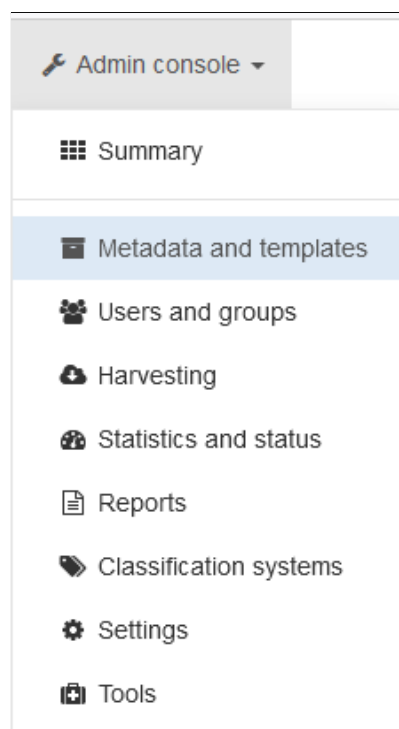 Admin console
Summary
Metadata and templates
Users and groups
Harvesting
Statistics and status
Reports
Classification systems
Settings
Tools